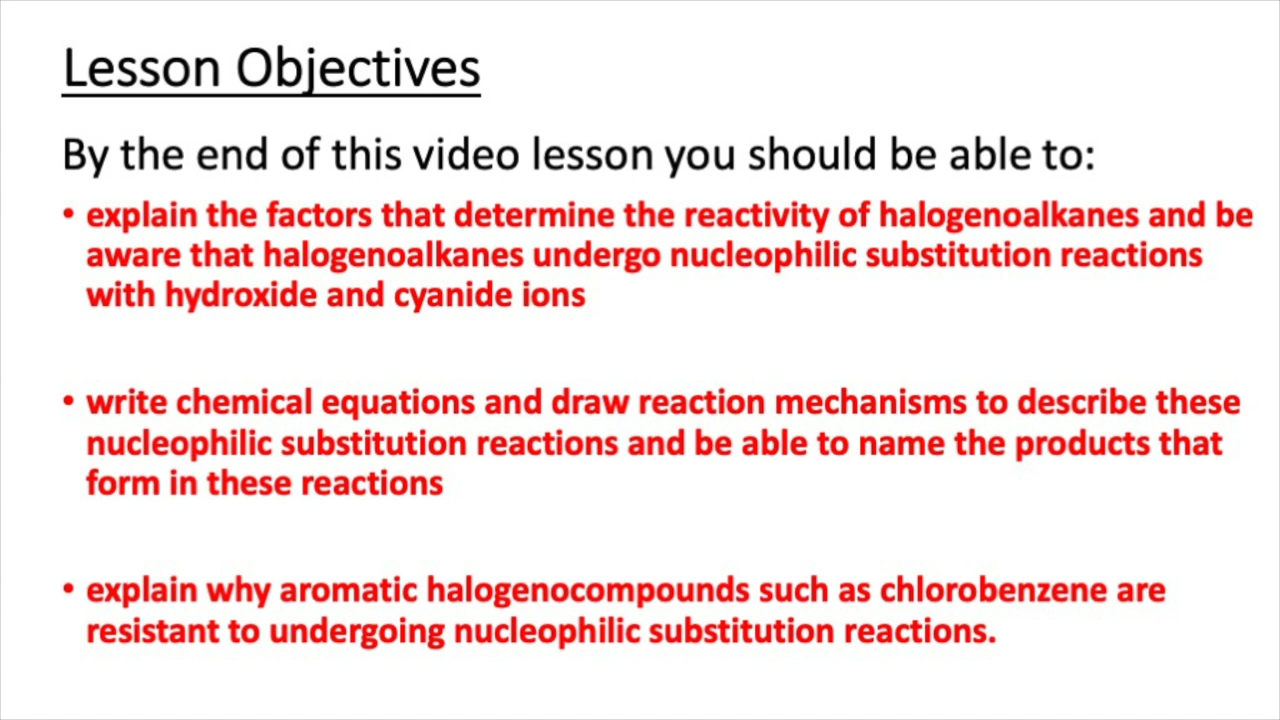 Lesson Objectives
By the end of this video lesson you should be able to:
• explain the factors that determine the reactivity of halogenoalkanes and be
aware that halogenoalkanes undergo nucleophilic substitution reactions
with hydroxide and cyanide ions
• write chemical equations and draw reaction mechanisms to describe these
nucleophilic substitution reactions and be able to name the products that
form in these reactions
• explain why aromatic halogenocompounds such as chlorobenzene are
resistant to undergoing nucleophilic substitution reactions.